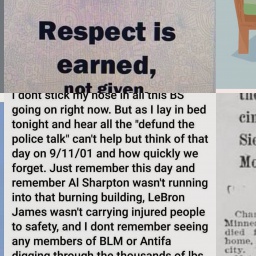 Respect is
earned,
not given
I dont stick my nose in all this BS
going on right now. But as I lay in bed
tonight and hear all the "defund the
police talk" can't help but think of that
day on 9/11/01 and how quickly we
forget. Just remember this day and
remember Al Sharpton wasn't running
into that burning building, LeBron
James wasn't carrying injured people
to safety, and I dont remember seeing
any members of BLM or Antifa
digging through the thousands of lbs
the
cin
Sie
Mo
Char
Minne
died f
home,
of